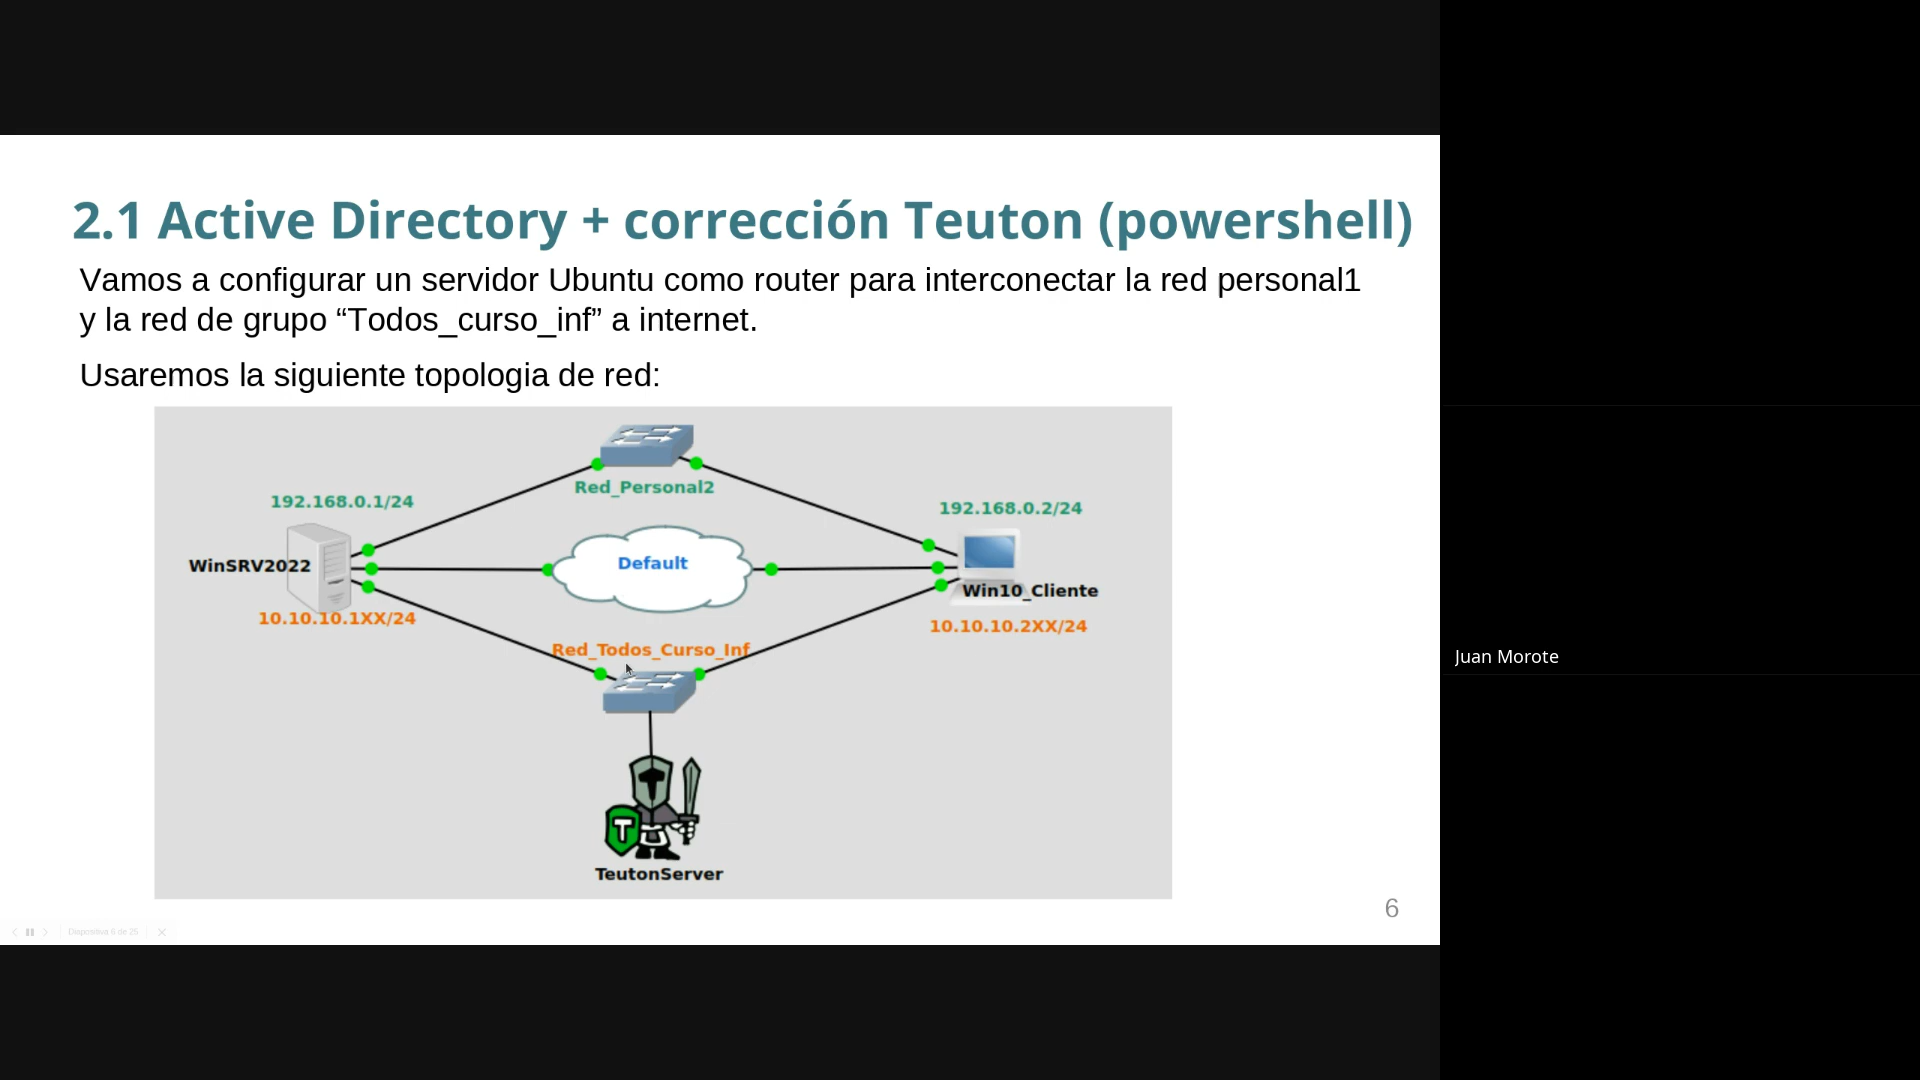 2.1 Active Directory + corrección Teuton (powershell)
Vamos a configurar un servidor Ubuntu como router para interconectar la red personal1
y la red de grupo “Todos_curso_inf” a internet.
Usaremos la siguiente topologia de red:
Red_Personal2
192.168.0.1/24
192.168.0.2/24
WinSRV2022
Default
Win10_Cliente
10.10.10.1XX/24
10.10.10.2XX/24
Red_Todos_Curso_Inf
T
TeutonServer
6
Diapositiva 6 de 25
Juan Morote